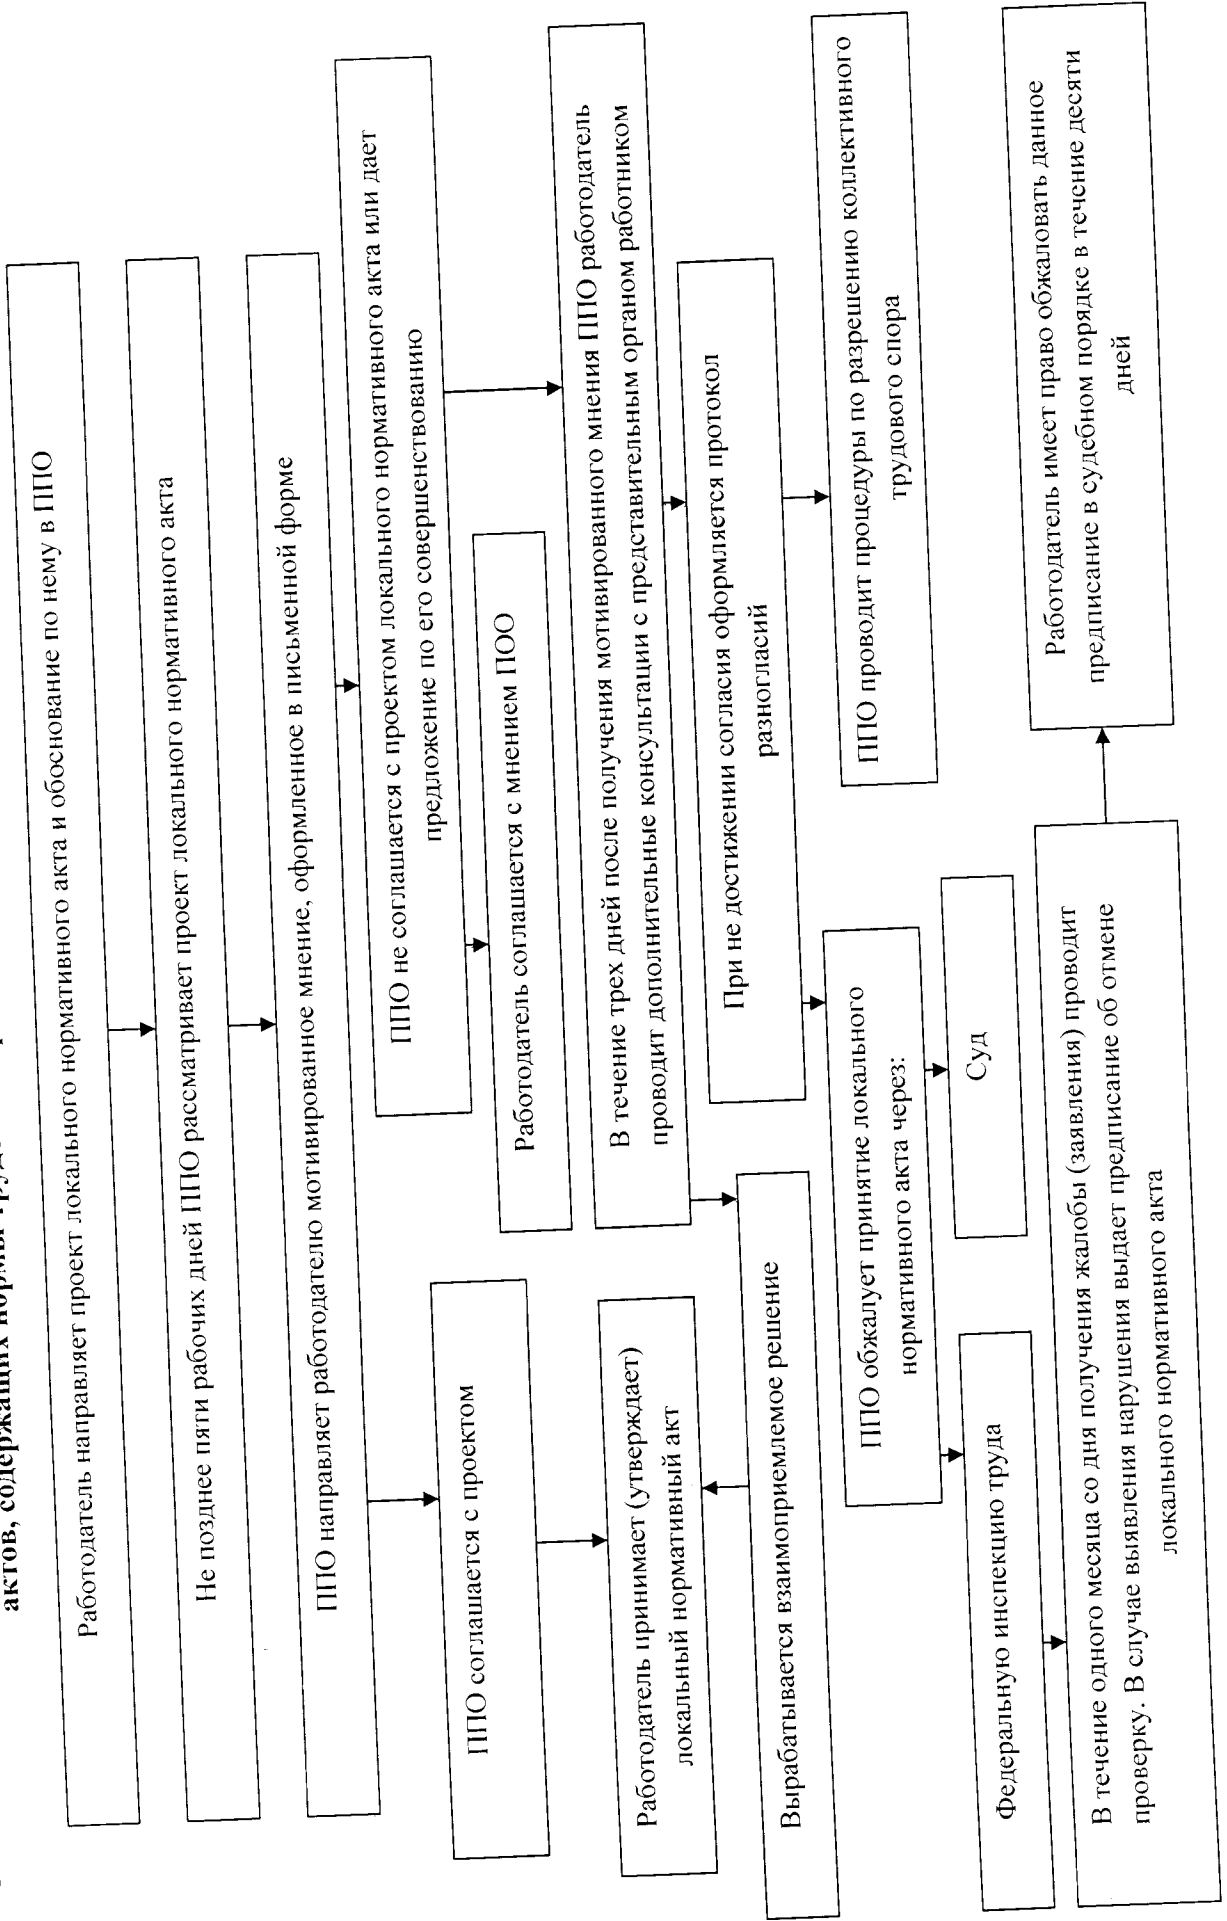 актов, содержащих нормы
Работодатель направляет проект локального нормативного акта и обоснование по нему в ППО
Не позднее пяти рабочих дней ППО рассматривает проект локального нормативного акта
ППО направляет работодателю мотивированное мнение, оформленное в письменной форме
ППО соглашается с проектом
ППО не соглашается с проектом локального нормативного акта или дает
предложение по его совершенствованию
Работодатель соглашается с мнением ПОО
Работодатель принимает (утверждает)
локальный нормативный акт
В течение трех дней после получения мотивированного мнения ППО работодатель
проводит дополнительные консультации с представительным органом работником
Вырабатывается взаимоприемлемое решение
При не достижении согласия оформляется протокол
разногласий
ППО обжалует принятие локального
нормативного акта через:
ППО проводит процедуры по разрешению коллективного
трудового спора
Федеральную инспекцию труда
Суд
В течение одного месяца со дня получения жалобы (заявления) проводит
проверку. В случае выявления нарушения выдает предписание об отмене
локального нормативного акта
Работодатель имеет право обжаловать данное
предписание в судебном порядке в течение десяти
дней